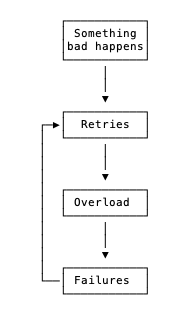 Something
bad happens
Retries
Overload
Failures